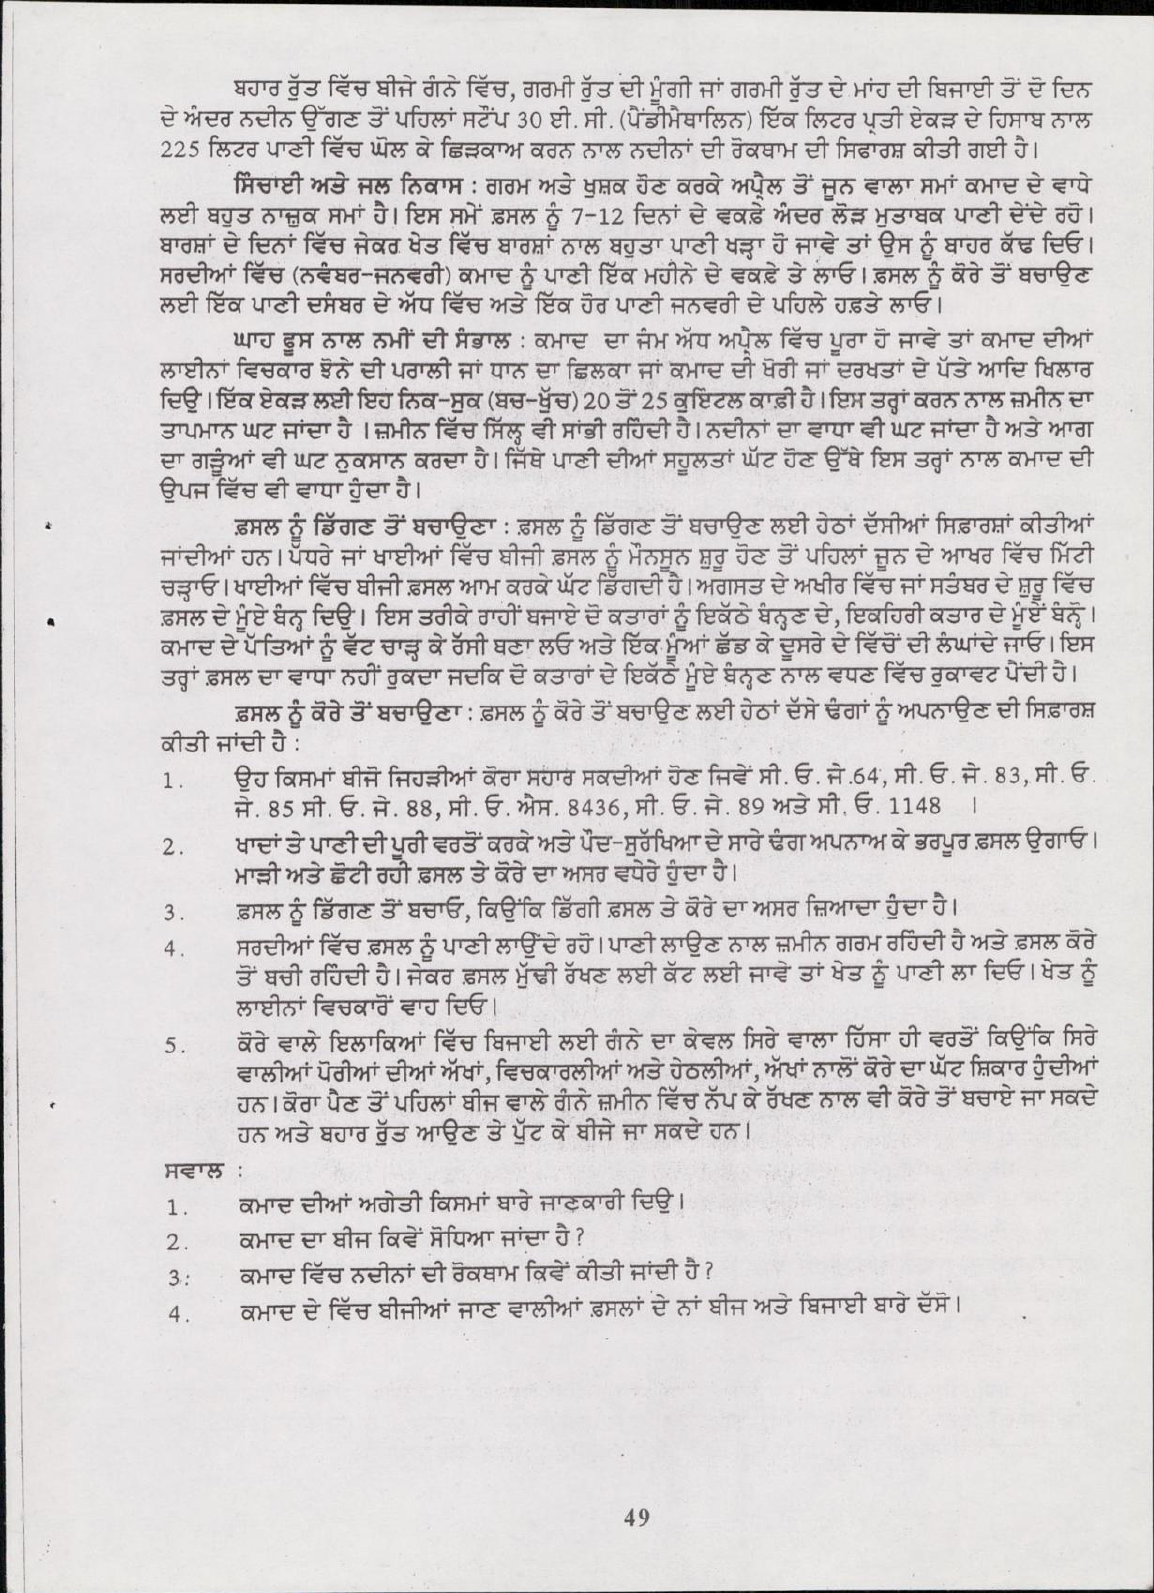 ਬਹਾਰ ਰੁੱਤ ਵਿੱਚ ਬੀਜੇ ਗੰਨੇ ਵਿੱਚ, ਗਰਮੀ ਰੁੱਤ ਦੀ ਮੂੰਗੀ ਜਾਂ ਗਰਮੀ ਰੁੱਤ ਦੇ ਮਾਂਹ ਦੀ ਬਿਜਾਈ ਤੋਂ ਦੋ ਦਿਨ
ਦੇ ਅੰਦਰ ਨਦੀਨ ਉੱਗਣ ਤੋਂ ਪਹਿਲਾਂ ਸਟੌਂਪ 30 ਈ. ਸੀ. (ਪੈਂਡੀਮੈਥਾਲਿਨ) ਇੱਕ ਲਿਟਰ ਪ੍ਰਤੀ ਏਕੜ ਦੇ ਹਿਸਾਬ ਨਾਲ
225 ਲਿਟਰ ਪਾਣੀ ਵਿੱਚ ਘੋਲ ਕੇ ਛਿੜਕਾਅ ਕਰਨ ਨਾਲ ਨਦੀਨਾਂ ਦੀ ਰੋਕਥਾਮ ਦੀ ਸਿਫਾਰਸ਼ ਕੀਤੀ ਗਈ ਹੈ।
ਸਿੰਚਾਈ ਅਤੇ ਜਲ ਨਿਕਾਸ : ਗਰਮ ਅਤੇ ਖੁਸ਼ਕ ਹੋਣ ਕਰਕੇ ਅਪ੍ਰੈਲ ਤੋਂ ਜੂਨ ਵਾਲਾ ਸਮਾਂ ਕਮਾਦ ਦੇ ਵਾਧੇ
ਲਈ ਬਹੁਤ ਨਾਜ਼ੁਕ ਸਮਾਂ ਹੈ। ਇਸ ਸਮੇਂ ਫ਼ਸਲ ਨੂੰ 7-12 ਦਿਨਾਂ ਦੇ ਵਕਫ਼ੇ ਅੰਦਰ ਲੋੜ ਮੁਤਾਬਕ ਪਾਣੀ ਦੇਂਦੇ ਰਹੋ।
ਬਾਰਸ਼ਾਂ ਦੇ ਦਿਨਾਂ ਵਿੱਚ ਜੇਕਰ ਖੇਤ ਵਿੱਚ ਬਾਰਸ਼ਾਂ ਨਾਲ ਬਹੁਤਾ ਪਾਣੀ ਖੜ੍ਹਾ ਹੋ ਜਾਵੇ ਤਾਂ ਉਸ ਨੂੰ ਬਾਹਰ ਕੱਢ ਦਿਓ।
ਸਰਦੀਆਂ ਵਿੱਚ (ਨਵੰਬਰ-ਜਨਵਰੀ) ਕਮਾਦ ਨੂੰ ਪਾਣੀ ਇੱਕ ਮਹੀਨੇ ਦੇ ਵਕਫ਼ੇ ਤੇ ਲਾਓ। ਫ਼ਸਲ ਨੂੰ ਕੋਰੇ ਤੋਂ ਬਚਾਉਣ
ਲਈ ਇੱਕ ਪਾਣੀ ਦਸੰਬਰ ਦੇ ਅੱਧ ਵਿੱਚ ਅਤੇ ਇੱਕ ਹੋਰ ਪਾਣੀ ਜਨਵਰੀ ਦੇ ਪਹਿਲੇ ਹਫ਼ਤੇ ਲਾਓ।
ਘਾਹ ਫੂਸ ਨਾਲ ਨਮੀਂ ਦੀ ਸੰਭਾਲ : ਕਮਾਦ ਦਾ ਜੰਮ ਅੱਧ ਅਪ੍ਰੈਲ ਵਿੱਚ ਪੂਰਾ ਹੋ ਜਾਵੇ ਤਾਂ ਕਮਾਦ ਦੀਆਂ
ਲਾਈਨਾਂ ਵਿਚਕਾਰ ਝੋਨੇ ਦੀ ਪਰਾਲੀ ਜਾਂ ਧਾਨ ਦਾ ਛਿਲਕਾ ਜਾਂ ਕਮਾਦ ਦੀ ਖੋਰੀ ਜਾਂ ਦਰਖਤਾਂ ਦੇ ਪੱਤੇ ਆਦਿ ਖਿਲਾਰ
ਦਿਉ। ਇੱਕ ਏਕੜ ਲਈ ਇਹ ਨਿਕ-ਸੁਕ (ਬਚ-ਖੁੱਚ) 20 ਤੋਂ 25 ਕੁਇੰਟਲ ਕਾਫ਼ੀ ਹੈ। ਇਸ ਤਰ੍ਹਾਂ ਕਰਨ ਨਾਲ ਜ਼ਮੀਨ ਦਾ
ਤਾਪਮਾਨ ਘਟ ਜਾਂਦਾ ਹੈ । ਜ਼ਮੀਨ ਵਿੱਚ ਸਿੱਲ੍ਹ ਵੀ ਸਾਂਭੀ ਰਹਿੰਦੀ ਹੈ। ਨਦੀਨਾਂ ਦਾ ਵਾਧਾ ਵੀ ਘਟ ਜਾਂਦਾ ਹੈ ਅਤੇ ਆਗ
ਦਾ ਗੜੂੰਆਂ ਵੀ ਘਟ ਨੁਕਸਾਨ ਕਰਦਾ ਹੈ। ਜਿੱਥੇ ਪਾਣੀ ਦੀਆਂ ਸਹੂਲਤਾਂ ਘੱਟ ਹੋਣ ਉੱਥੇ ਇਸ ਤਰ੍ਹਾਂ ਨਾਲ ਕਮਾਦ ਦੀ
ਉਪਜ ਵਿੱਚ ਵੀ ਵਾਧਾ ਹੁੰਦਾ ਹੈ।
ਫ਼ਸਲ ਨੂੰ ਡਿੱਗਣ ਤੋਂ ਬਚਾਉਣਾ : ਫ਼ਸਲ ਨੂੰ ਡਿੱਗਣ ਤੋਂ ਬਚਾਉਣ ਲਈ ਹੇਠਾਂ ਦੱਸੀਆਂ ਸਿਫ਼ਾਰਸ਼ਾਂ ਕੀਤੀਆਂ
ਜਾਂਦੀਆਂ ਹਨ। ਪੱਧਰੇ ਜਾਂ ਖਾਈਆਂ ਵਿੱਚ ਬੀਜੀ ਫ਼ਸਲ ਨੂੰ ਮੌਨਸੂਨ ਸ਼ੁਰੂ ਹੋਣ ਤੋਂ ਪਹਿਲਾਂ ਜੂਨ ਦੇ ਆਖਰ ਵਿੱਚ ਮਿੱਟੀ
ਚੜ੍ਹਾਓ। ਖਾਈਆਂ ਵਿੱਚ ਬੀਜੀ ਫ਼ਸਲ ਆਮ ਕਰਕੇ ਘੱਟ ਡਿੱਗਦੀ ਹੈ। ਅਗਸਤ ਦੇ ਅਖੀਰ ਵਿੱਚ ਜਾਂ ਸਤੰਬਰ ਦੇ ਸ਼ੁਰੂ ਵਿੱਚ
ਫ਼ਸਲ ਦੇ ਮੂੰਏ ਬੰਨ੍ਹ ਦਿਉ। ਇਸ ਤਰੀਕੇ ਰਾਹੀਂ ਬਜਾਏ ਦੋ ਕਤਾਰਾਂ ਨੂੰ ਇਕੱਠੇ ਬੰਨ੍ਹਣ ਦੇ, ਇਕਹਿਰੀ ਕਤਾਰ ਦੇ ਮੂੰਏਂ ਬੰਨ੍ਹੋ।
ਕਮਾਦ ਦੇ ਪੱਤਿਆਂ ਨੂੰ ਵੱਟ ਚਾੜ੍ਹ ਕੇ ਰੱਸੀ ਬਣਾ ਲਓ ਅਤੇ ਇੱਕ ਮੂੰਆਂ ਛੱਡ ਕੇ ਦੂਸਰੇ ਦੇ ਵਿੱਚੋਂ ਦੀ ਲੰਘਾਂਦੇ ਜਾਓ। ਇਸ
ਤਰ੍ਹਾਂ ਫ਼ਸਲ ਦਾ ਵਾਧਾ ਨਹੀਂ ਰੁਕਦਾ ਜਦਕਿ ਦੋ ਕਤਾਰਾਂ ਦੇ ਇਕੱਠੇ ਮੂੰਏ ਬੰਨ੍ਹਣ ਨਾਲ ਵਧਣ ਵਿੱਚ ਰੁਕਾਵਟ ਪੈਂਦੀ ਹੈ।
ਫ਼ਸਲ ਨੂੰ ਕੋਰੇ ਤੋਂ ਬਚਾਉਣਾ : ਫ਼ਸਲ ਨੂੰ ਕੋਰੇ ਤੋਂ ਬਚਾਉਣ ਲਈ ਹੇਠਾਂ ਦੱਸੇ ਢੰਗਾਂ ਨੂੰ ਅਪਨਾਉਣ ਦੀ ਸਿਫ਼ਾਰਸ਼
ਕੀਤੀ ਜਾਂਦੀ ਹੈ :
1. ਉਹ ਕਿਸਮਾਂ ਬੀਜੋ ਜਿਹੜੀਆਂ ਕੋਰਾ ਸਹਾਰ ਸਕਦੀਆਂ ਹੋਣ ਜਿਵੇਂ ਸੀ. ਓ. ਜੇ .64, ਸੀ. ਓ. ਜੇ. 83, ਸੀ. ਓ.
ਜੇ. 85 ਸੀ. ਓ. ਜੇ. 88, ਸੀ. ਓ. ਐਸ. 8436, ਸੀ. ਓ. ਜੇ. 89 ਅਤੇ ਸੀ. ਓ. 1148 ।
2. ਖਾਦਾਂ ਤੇ ਪਾਣੀ ਦੀ ਪੂਰੀ ਵਰਤੋਂ ਕਰਕੇ ਅਤੇ ਪੌਦ-ਸੁਰੱਖਿਆ ਦੇ ਸਾਰੇ ਢੰਗ ਅਪਨਾਅ ਕੇ ਭਰਪੂਰ ਫ਼ਸਲ ਉਗਾਓ।
ਮਾੜੀ ਅਤੇ ਛੋਟੀ ਰਹੀ ਫ਼ਸਲ ਤੇ ਕੋਰੇ ਦਾ ਅਸਰ ਵਧੇਰੇ ਹੁੰਦਾ ਹੈ।
3. ਫ਼ਸਲ ਨੂੰ ਡਿੱਗਣ ਤੋਂ ਬਚਾਓ, ਕਿਉਂਕਿ ਡਿੱਗੀ ਫ਼ਸਲ ਤੇ ਕੋਰੇ ਦਾ ਅਸਰ ਜ਼ਿਆਦਾ ਹੁੰਦਾ ਹੈ।
4. ਸਰਦੀਆਂ ਵਿੱਚ ਫ਼ਸਲ ਨੂੰ ਪਾਣੀ ਲਾਉਂਦੇ ਰਹੋ। ਪਾਣੀ ਲਾਉਣ ਨਾਲ ਜ਼ਮੀਨ ਗਰਮ ਰਹਿੰਦੀ ਹੈ ਅਤੇ ਫ਼ਸਲ ਕੋਰੇ
ਤੋਂ ਬਚੀ ਰਹਿੰਦੀ ਹੈ। ਜੇਕਰ ਫ਼ਸਲ ਮੁੱਢੀ ਰੱਖਣ ਲਈ ਕੱਟ ਲਈ ਜਾਵੇ ਤਾਂ ਖੇਤ ਨੂੰ ਪਾਣੀ ਲਾ ਦਿਓ। ਖੇਤ ਨੂੰ
ਲਾਈਨਾਂ ਵਿਚਕਾਰੋਂ ਵਾਹ ਦਿਓ।
5. ਕੋਰੇ ਵਾਲੇ ਇਲਾਕਿਆਂ ਵਿੱਚ ਬਿਜਾਈ ਲਈ ਗੰਨੇ ਦਾ ਕੇਵਲ ਸਿਰੇ ਵਾਲਾ ਹਿੱਸਾ ਹੀ ਵਰਤੋਂ ਕਿਉਂਕਿ ਸਿਰੇ
ਵਾਲੀਆਂ ਪੋਰੀਆਂ ਦੀਆਂ ਅੱਖਾਂ, ਵਿਚਕਾਰਲੀਆਂ ਅਤੇ ਹੇਠਲੀਆਂ, ਅੱਖਾਂ ਨਾਲੋਂ ਕੋਰੇ ਦਾ ਘੱਟ ਸ਼ਿਕਾਰ ਹੁੰਦੀਆਂ
ਹਨ। ਕੋਰਾ ਪੈਣ ਤੋਂ ਪਹਿਲਾਂ ਬੀਜ ਵਾਲੇ ਗੰਨੇ ਜ਼ਮੀਨ ਵਿੱਚ ਨੱਪ ਕੇ ਰੱਖਣ ਨਾਲ ਵੀ ਕੋਰੇ ਤੋਂ ਬਚਾਏ ਜਾ ਸਕਦੇ
ਹਨ ਅਤੇ ਬਹਾਰ ਰੁੱਤ ਆਉਣ ਤੇ ਪੁੱਟ ਕੇ ਬੀਜੇ ਜਾ ਸਕਦੇ ਹਨ।
ਸਵਾਲ :
1. ਕਮਾਦ ਦੀਆਂ ਅਗੇਤੀ ਕਿਸਮਾਂ ਬਾਰੇ ਜਾਣਕਾਰੀ ਦਿਉ।
2. ਕਮਾਦ ਦਾ ਬੀਜ ਕਿਵੇਂ ਸੋਧਿਆ ਜਾਂਦਾ ਹੈ?
3. ਕਮਾਦ ਵਿੱਚ ਨਦੀਨਾਂ ਦੀ ਰੋਕਥਾਮ ਕਿਵੇਂ ਕੀਤੀ ਜਾਂਦੀ ਹੈ?
4. ਕਮਾਦ ਦੇ ਵਿੱਚ ਬੀਜੀਆਂ ਜਾਣ ਵਾਲੀਆਂ ਫ਼ਸਲਾਂ ਦੇ ਨਾਂ ਬੀਜ ਅਤੇ ਬਿਜਾਈ ਬਾਰੇ ਦੱਸੋ।
49